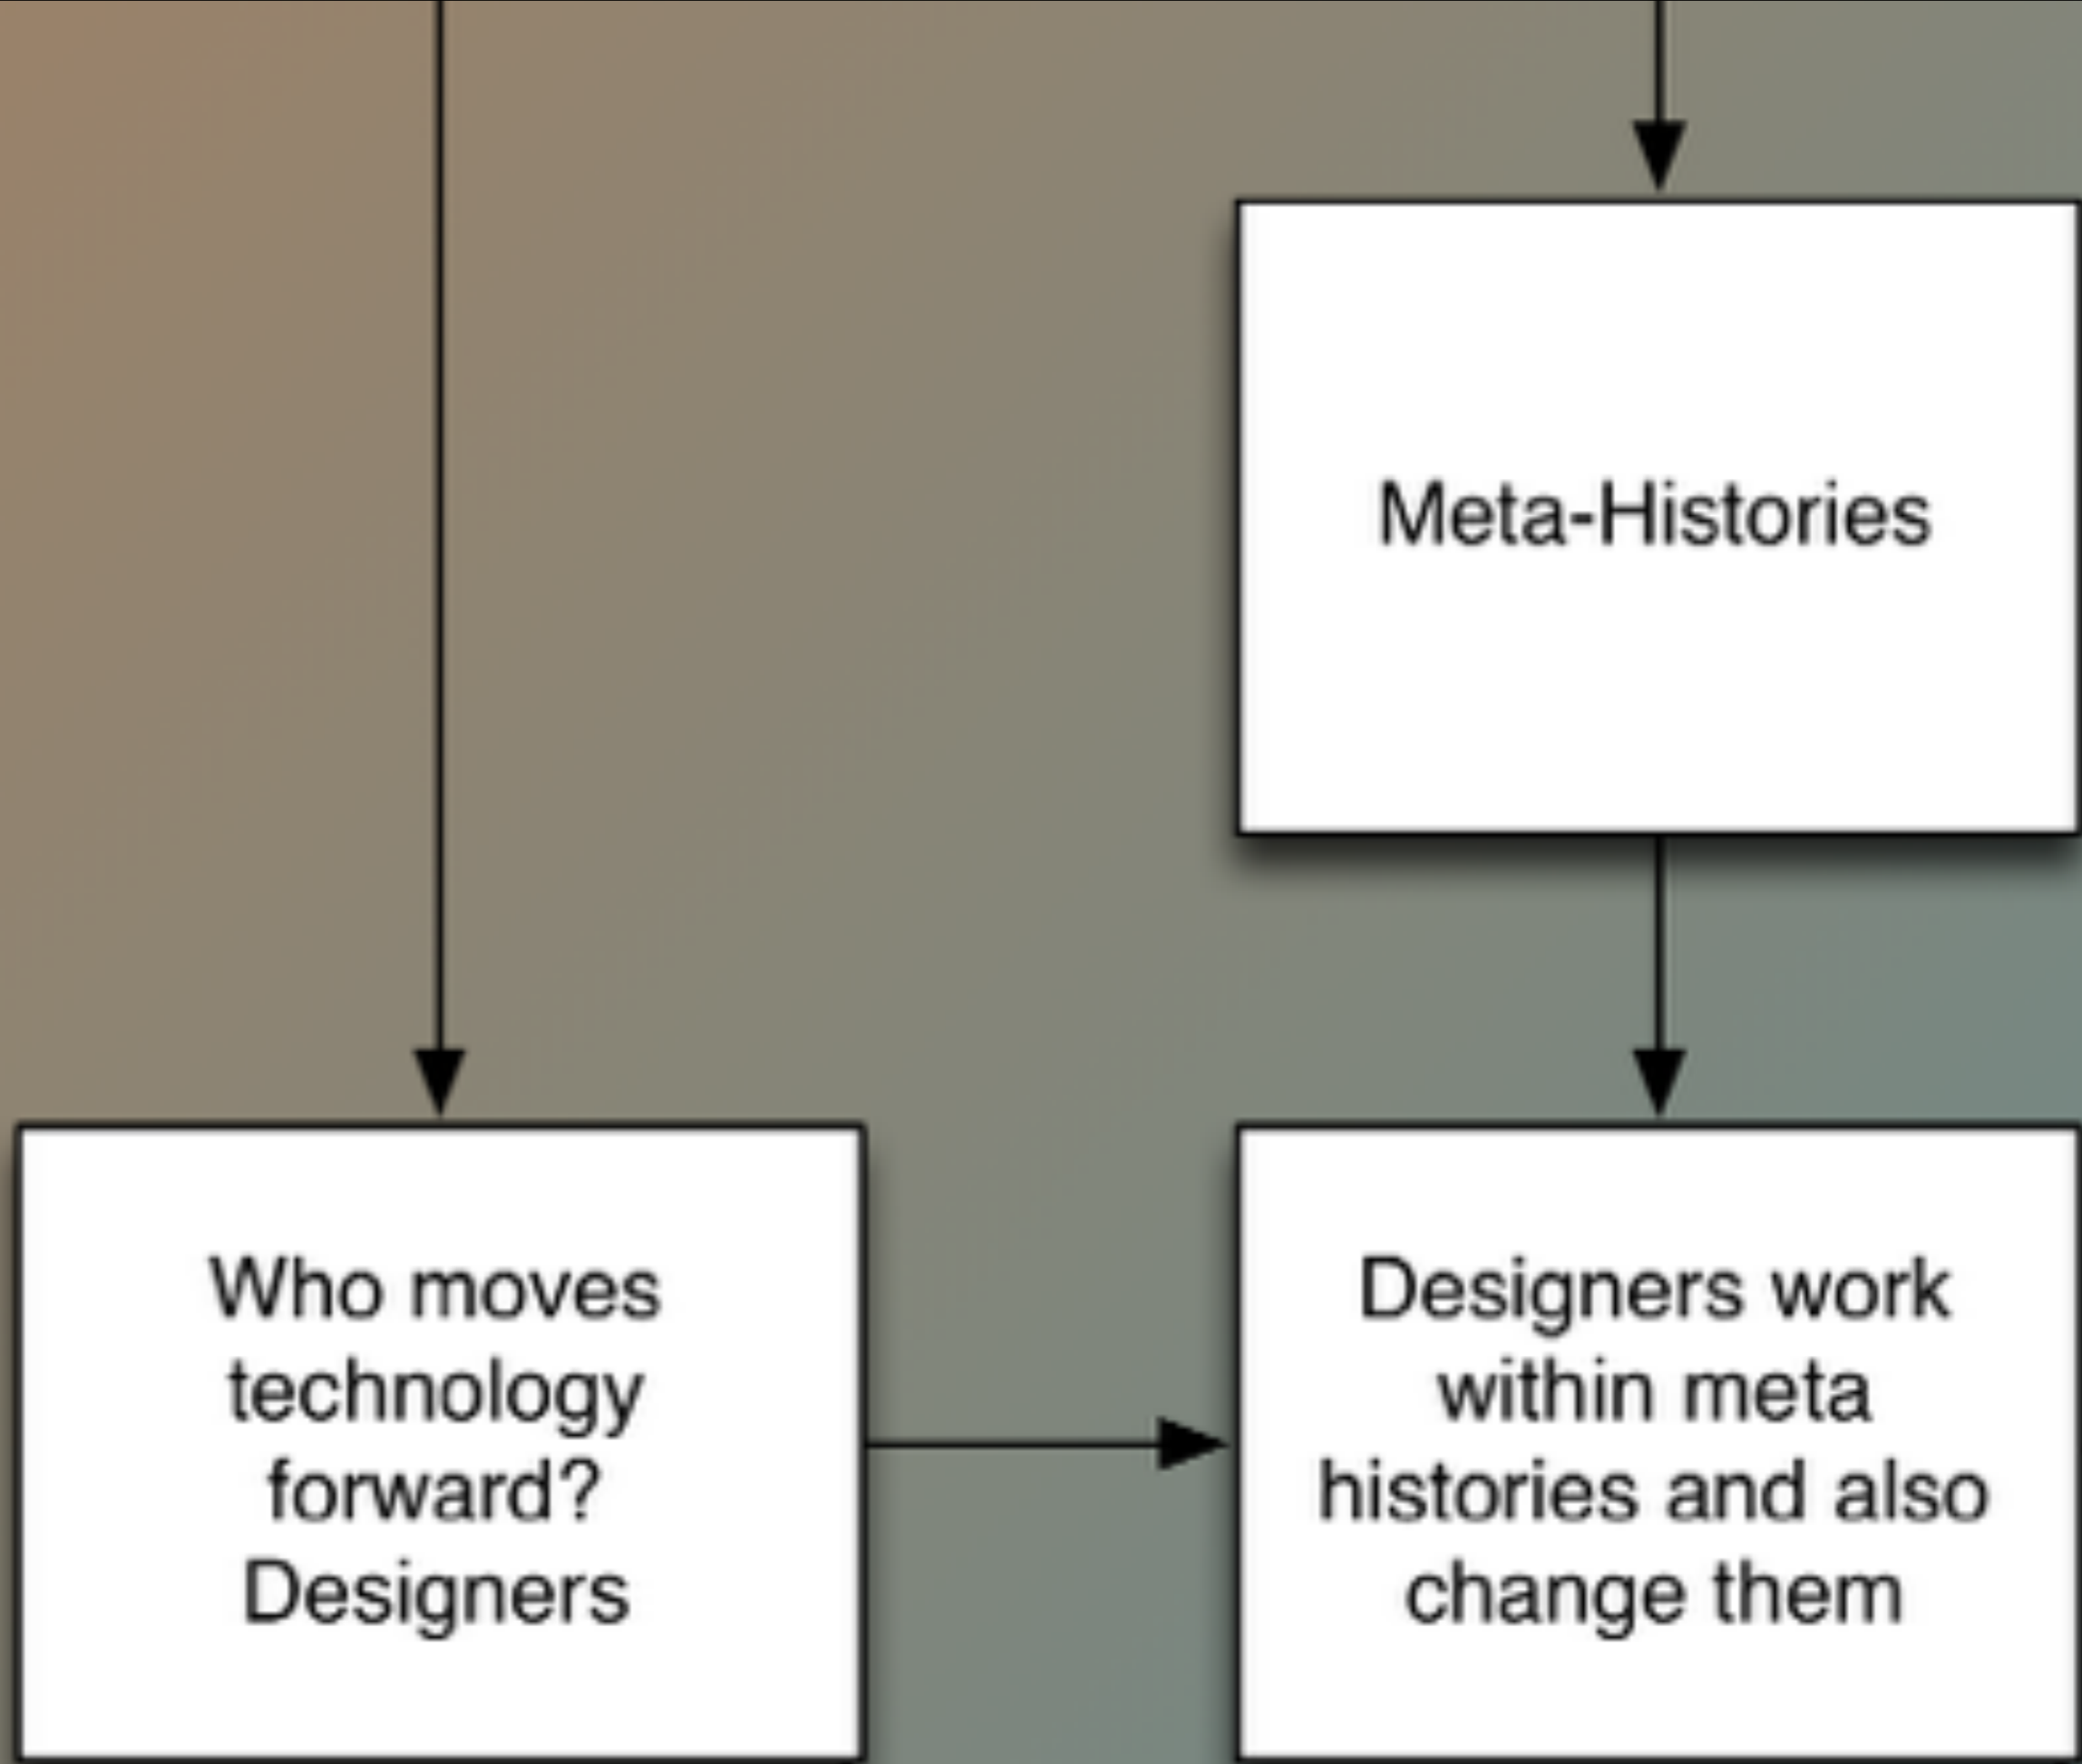 Meta-Histories
Who moves
technology
forward?
Designers
Designers work
within meta
histories and also
change them